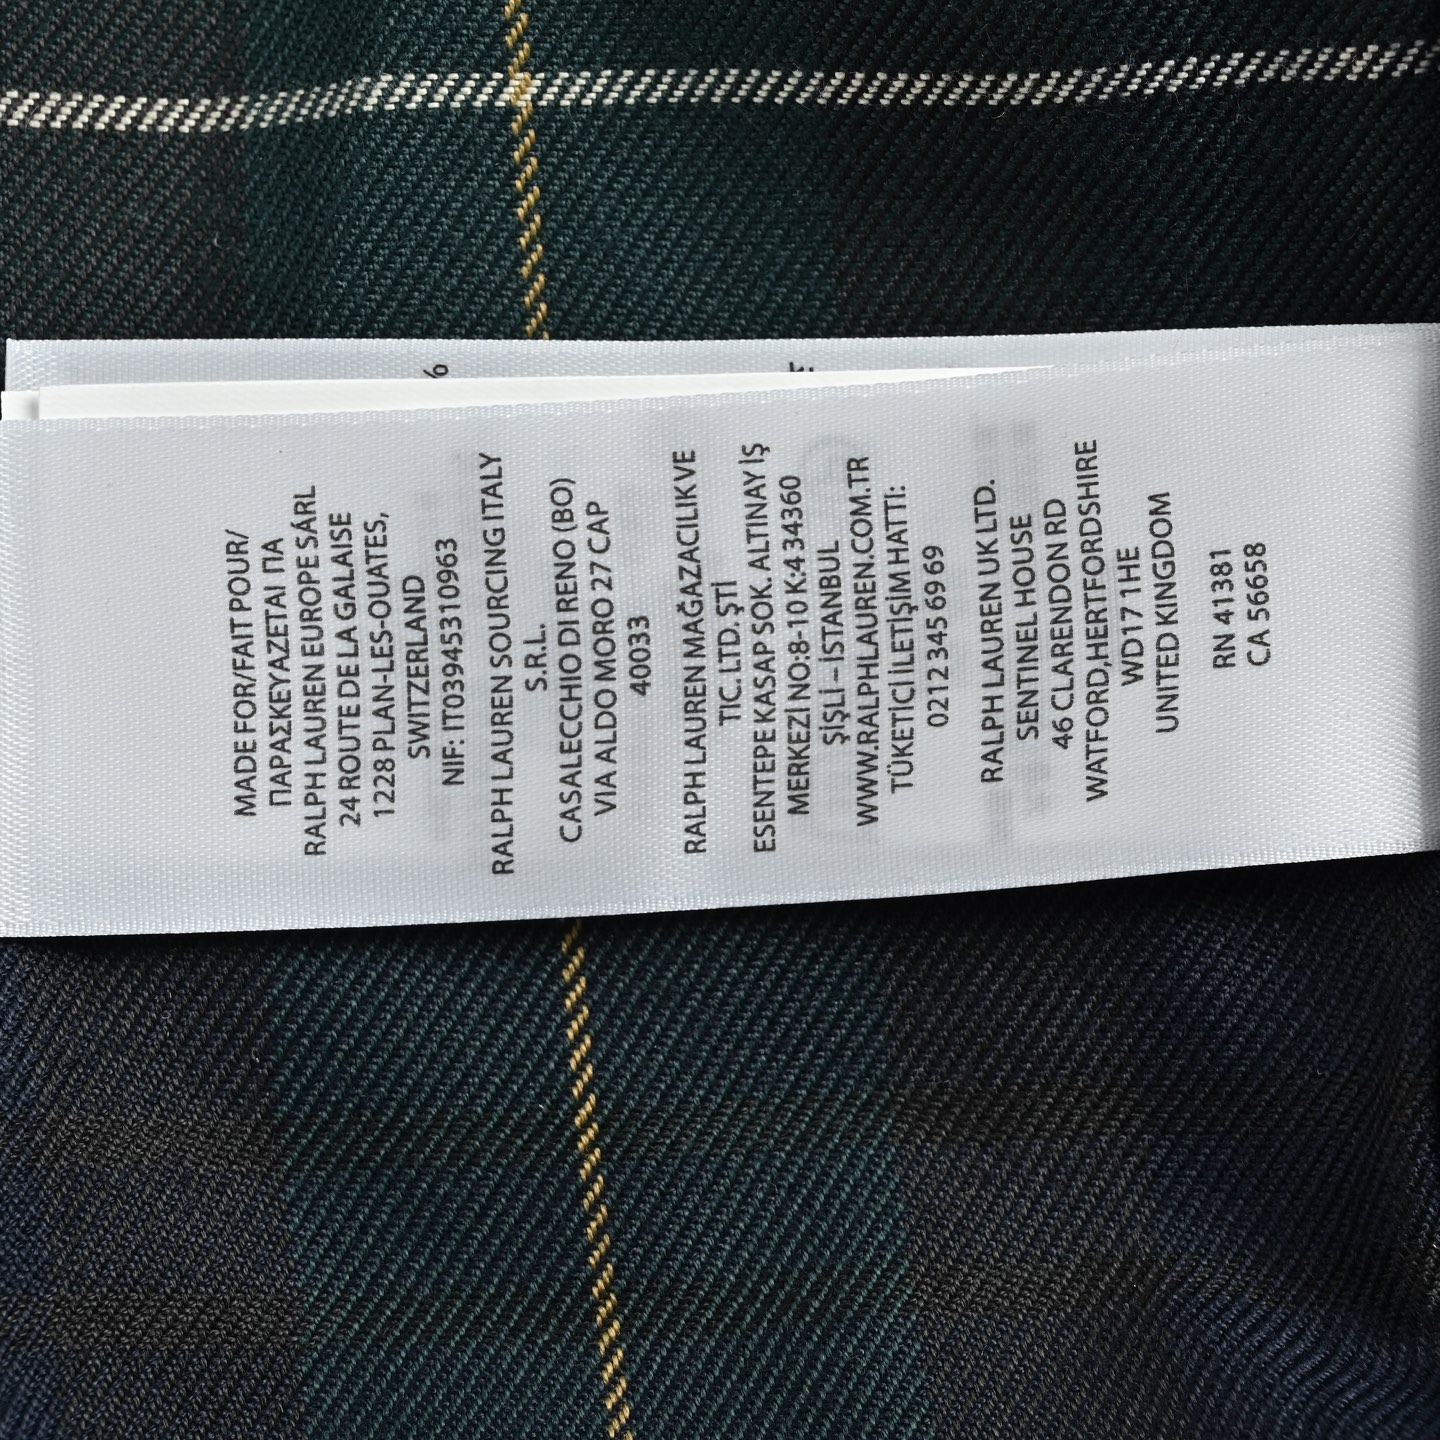 MADE FOR/FAIT POUR/
ΠΑΡΑΣΚΕΥΑΖΕΤΑΙ ΠΑ
RALPH LAUREN EUROPE SÁRL
24 ROUTE DE LA GALAISE
1228 PLAN-LES-OUATES,
SWITZERLAND
NIF: IT03945310963
RALPH LAUREN SOURCING ITALY
S.R.L.
CASALECCHIO DI RENO (BO)
VIA ALDO MORO 27 CAP
40033
RALPH LAUREN MAĞAZACILIK VE
TIC. LTD. ŞTİ
ESENTEPE KASAP SOK. ALTINAY İŞ
MERKEZİ NO:8-10 K:4 34360
ŞİŞLİ – İSTANBUL
WWW.RALPHLAUREN.COM.TR
TÜKETİCİ İLETİŞİM HATTI:
0212 345 69 69
RALPH LAUREN UK LTD.
SENTINEL HOUSE
46 CLARENDON RD
WATFORD,HERTFORDSHIRE
WD17 1HE
UNITED KINGDOM
RN 41381
CA 56658